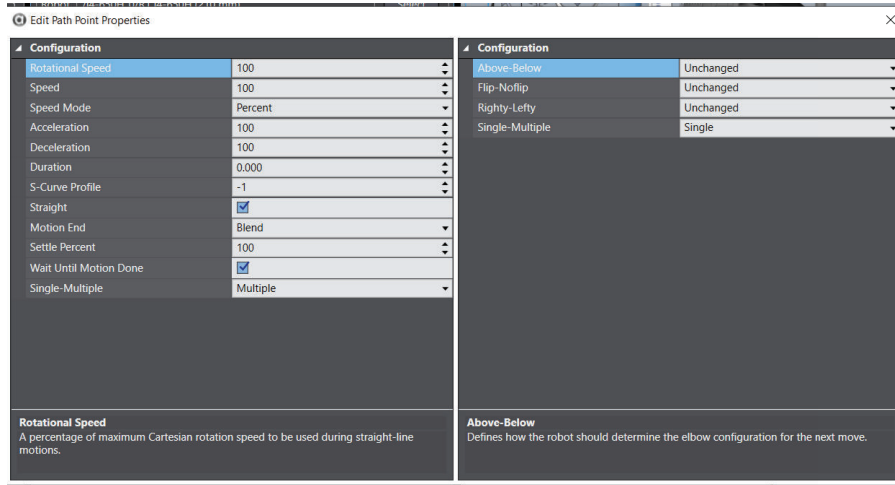 Edit Path Point Properties
Configuration
Rotational Speed 100
Speed 100
Speed Mode Percent
Acceleration 100
Deceleration 100
Duration 0.000
S-Curve Profile -1
Straight
Motion End Blend
Settle Percent 100
Wait Until Motion Done
Single-Multiple Multiple
Rotational Speed
A percentage of maximum Cartesian rotation speed to be used during straight-line
motions.
Configuration
Above-Below Unchanged
Flip-Noflip Unchanged
Righty-Lefty Unchanged
Single-Multiple Single
Above-Below
Defines how the robot should determine the elbow configuration for the next move.